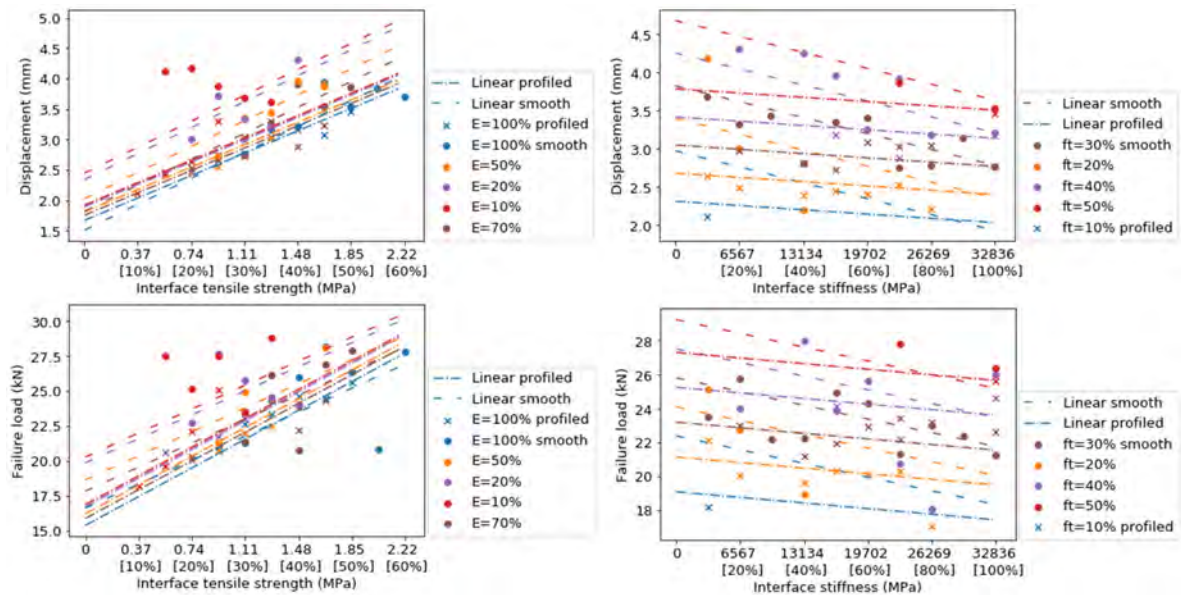 Displacement (mm)
5.0
4.5
4.0
3.5
3.0
2.5
2.0
1.5
0 0.37 0.74 1.11 1.48 1.85 2.22
[10%] [20%] [30%] [40%] [50%] [60%]
Interface tensile strength (MPa)
Linear profiled
Linear smooth
E=100% profiled
E=100% smooth
E=50%
E=20%
E=10%
E=70%
Displacement (mm)
4.5
4.0
3.5
3.0
2.5
2.0
0 6567 13134 19702 26269 32836
[20%] [40%] [60%] [80%] [100%]
Interface stiffness (MPa)
Linear smooth
Linear profiled
ft=30% smooth
ft=20%
ft=40%
ft=50%
ft=10% profiled
Failure load (kN)
30.0
27.5
25.0
22.5
20.0
17.5
15.0
0 0.37 0.74 1.11 1.48 1.85 2.22
[10%] [20%] [30%] [40%] [50%] [60%]
Interface tensile strength (MPa)
Linear profiled
Linear smooth
E=100% profiled
E=100% smooth
E=50%
E=20%
E=10%
E=70%
Failure load (kN)
28
26
24
22
20
18
0 6567 13134 19702 26269 32836
[20%] [40%] [60%] [80%] [100%]
Interface stiffness (MPa)
Linear smooth
Linear profiled
ft=30% smooth
ft=20%
ft=40%
ft=50%
ft=10% profiled